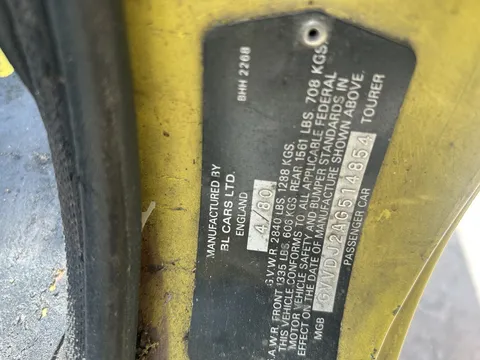 BHH 2268
MANUFACTURED BY
BL CARS LTD.
ENGLAND
4/80
G.V.W.R. 2840 LBS 1288 KGS.
A.W.R. FRONT 1335 LBS. 606 KGS REAR 1561 LBS. 708 KGS
THIS VEHICLE CONFORMS TO ALL APPLICABLE FEDERAL
MOTOR VEHICLE SAFETY AND BUMPER STANDARDS IN
EFFECT ON THE DATE OF MANUFACTURE SHOWN ABOVE.
GVVDJ2AG514854
MGB PASSENGER CAR TOURER